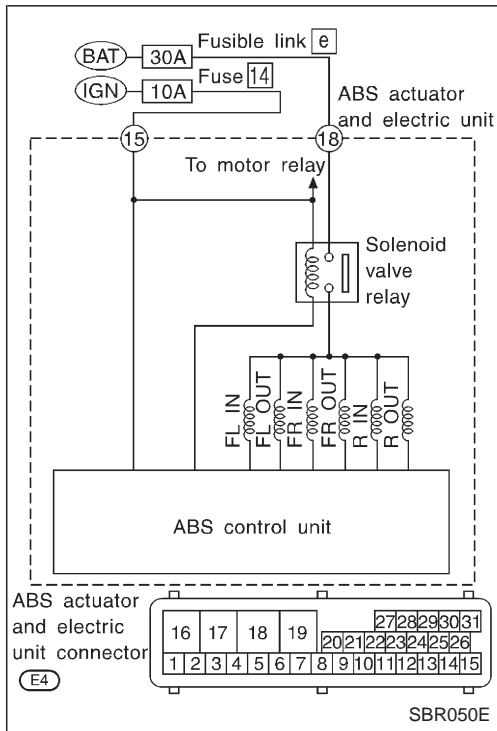 BAT 30A Fusible link e
IGN 10A Fuse 14
ABS actuator
and electric unit
15 18
To motor relay
Solenoid
valve
relay
FL IN
FL OUT
FR IN
FR OUT
R IN
R OUT
ABS control unit
ABS actuator
and electric
unit connector
E4
16 17 18 19 27 28 29 30 31
20 21 22 23 24 25 26
1 2 3 4 5 6 7 8 9 10 11 12 13 14 15
SBR050E